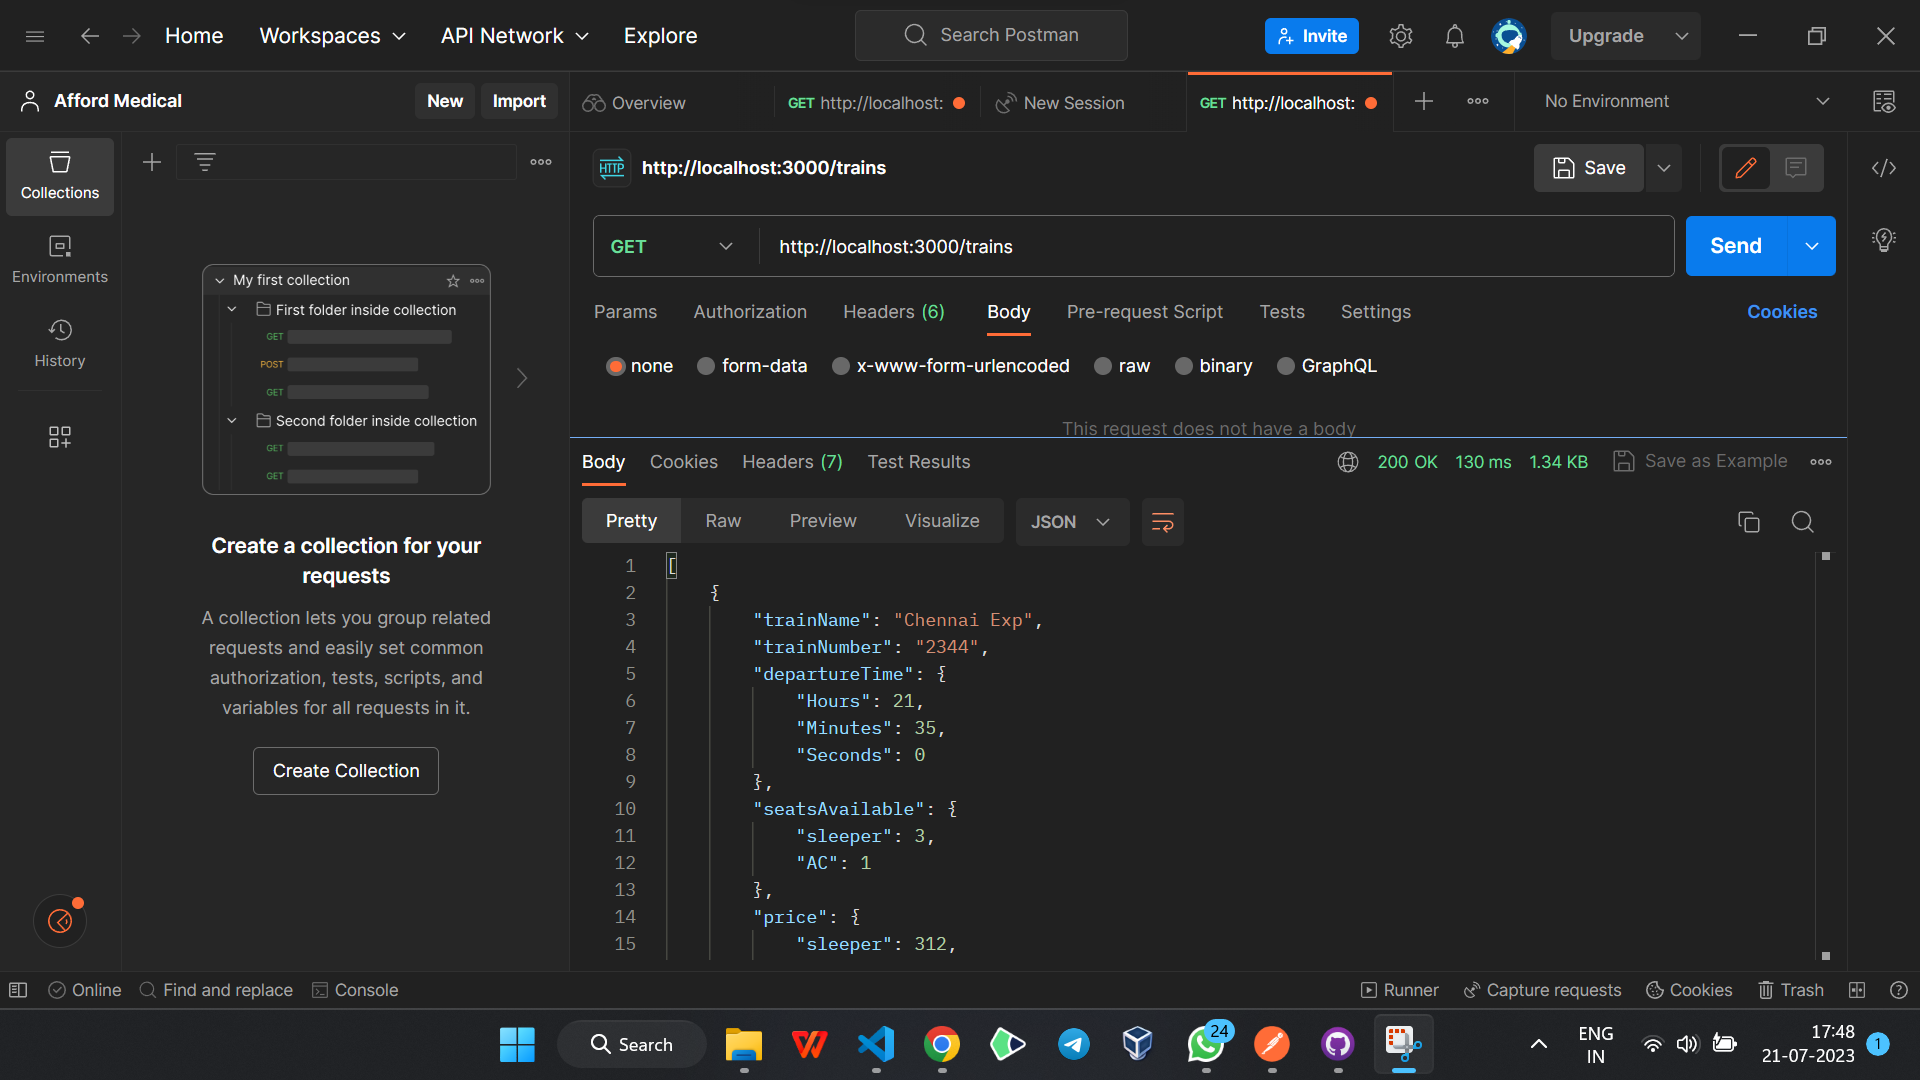 Home Workspaces API Network Explore Search Postman Invite Upgrade
Afford Medical New Import
Overview GET http://localhost: New Session GET http://localhost: No Environment
Collections
Environments
History
My first collection
First folder inside collection
GET
POST
GET
Second folder inside collection
GET
GET
Create a collection for your
requests
A collection lets you group related
requests and easily set common
authorization, tests, scripts, and
variables for all requests in it.
Create Collection
HTTP http://localhost:3000/trains Save
GET http://localhost:3000/trains Send
Params Authorization Headers (6) Body Pre-request Script Tests Settings Cookies
none form-data x-www-form-urlencoded raw binary GraphQL
This request does not have a body
Body Cookies Headers (7) Test Results 200 OK 130 ms 1.34 KB Save as Example
Pretty Raw Preview Visualize JSON
1 [
2 {
3 "trainName": "Chennai Exp",
4 "trainNumber": "2344",
5 "departureTime": {
6 "Hours": 21,
7 "Minutes": 35,
8 "Seconds": 0
9 },
10 "seatsAvailable": {
11 "sleeper": 3,
12 "AC": 1
13 },
14 "price": {
15 "sleeper": 312,
Online Find and replace Console Runner Capture requests Cookies Trash
Search 24 ENG
IN
17:48
21-07-2023 1